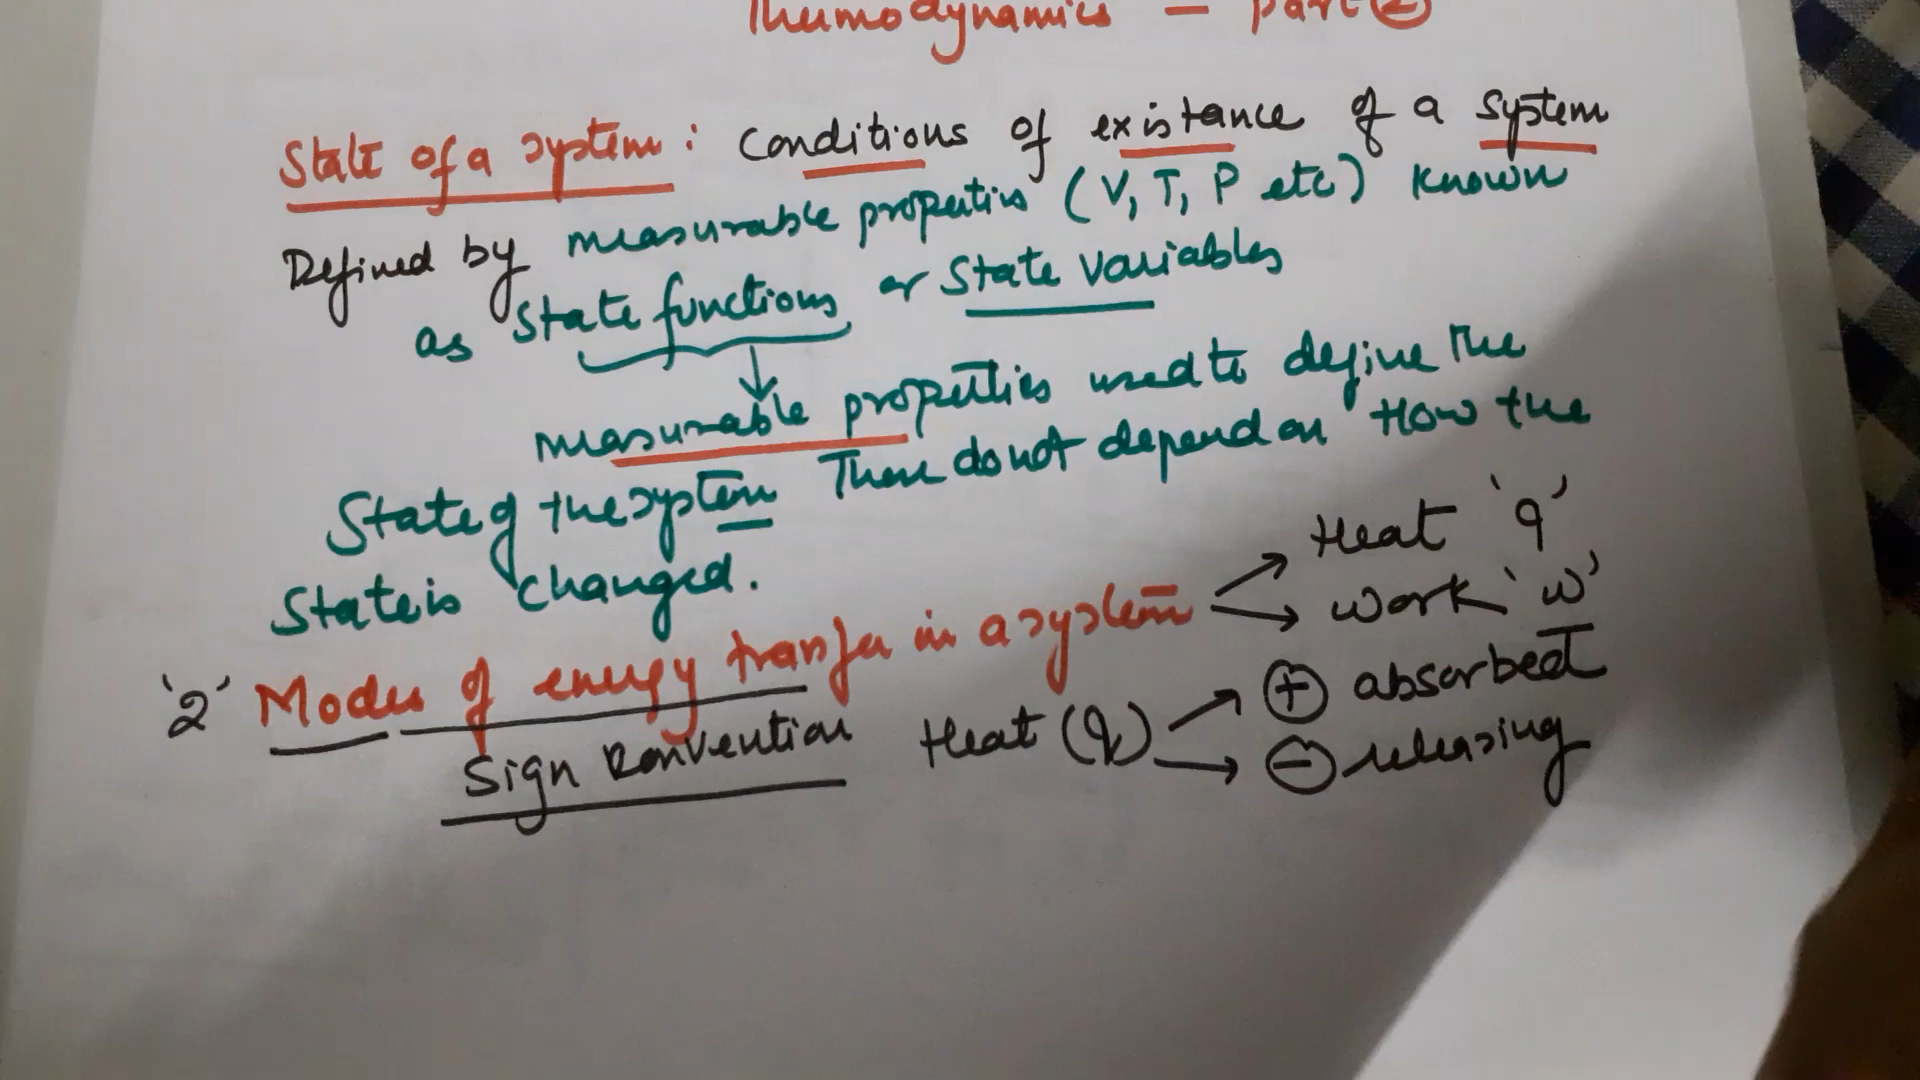 Thermodynamics - part ②
State of a system : Conditions of existance of a system
Defined by measurable properties (V, T, P etc) known
as State functions or State variables
measurable properties used to define the
State of the system These do not depend on How the
State is changed.
'2' Modes of energy transfer in a system Heat 'q'
work 'w'
Sign Convention Heat (q) ⊕ absorbed
⊖ releasing